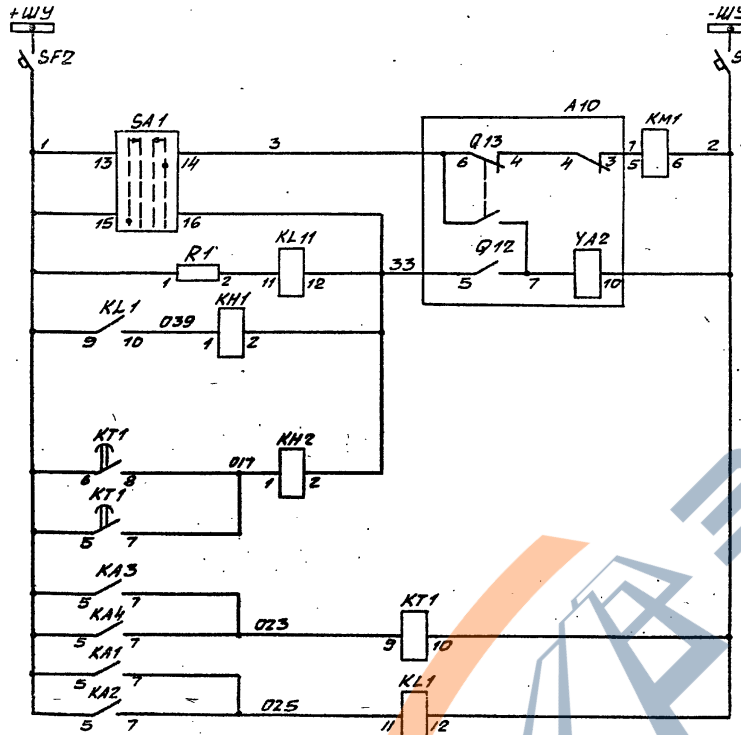 +ШУ -ШУ
SF2 S
A10
SA1 KM1
1 3 Q13 1 2
13 14 6 4 4 3 5 6
15 16
R1 KL11 33 Q12 YA2
1 2 11 12 5 7 10
KL1 039 KH1
9 10 1 2
KT1 017 KH2
6 8 1 2
KT1
5 7
KA3
5 7 KT1
KA4 023
5 7 9 10
KA1
5 7 KL1
KA2 025
5 7 11 12